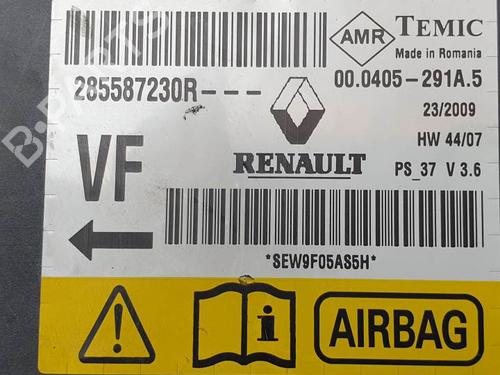 AMR
TEMIC
Made in Romania
285587230R---
00.0405-291A.5
23/2009
HW 44/07
VF
RENAULT
PS_37 V 3.6
*SEW9F05AS5H*
AIRBAG
B-PARTS